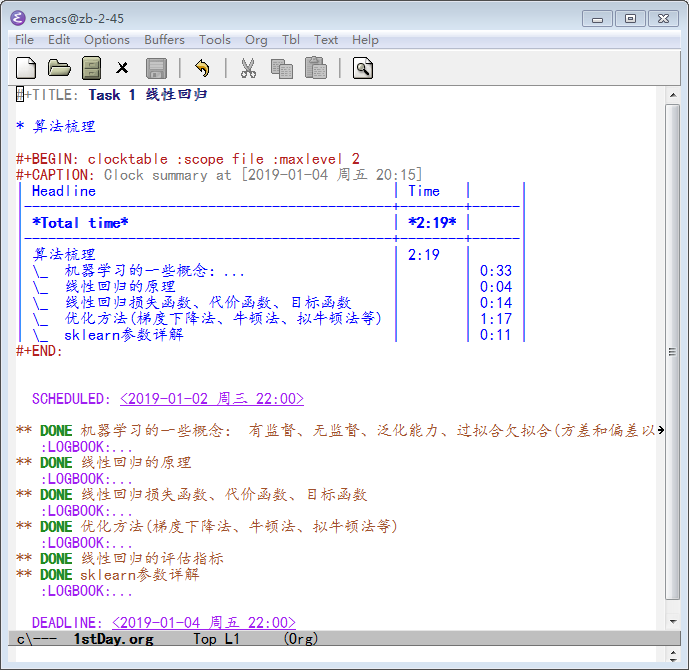 emacs@zb-2-45
File Edit Options Buffers Tools Org Tbl Text Help
#+TITLE: Task 1 线性回归
* 算法梳理
#+BEGIN: clocktable :scope file :maxlevel 2
#+CAPTION: Clock summary at [2019-01-04 周五 20:15]
| Headline | Time | |
|----------------------------------------------+--------+------|
| *Total time* | *2:19* | |
|----------------------------------------------+--------+------|
| 算法梳理 | 2:19 | |
| \_ 机器学习的一些概念：... | | 0:33 |
| \_ 线性回归的原理 | | 0:04 |
| \_ 线性回归损失函数、代价函数、目标函数 | | 0:14 |
| \_ 优化方法(梯度下降法、牛顿法、拟牛顿法等) | | 1:17 |
| \_ sklearn参数详解 | | 0:11 |
#+END:
SCHEDULED: <2019-01-02 周三 22:00>
** DONE 机器学习的一些概念： 有监督、无监督、泛化能力、过拟合欠拟合(方差和偏差以
:LOGBOOK:...
** DONE 线性回归的原理
:LOGBOOK:...
** DONE 线性回归损失函数、代价函数、目标函数
:LOGBOOK:...
** DONE 优化方法(梯度下降法、牛顿法、拟牛顿法等)
:LOGBOOK:...
** DONE 线性回归的评估指标
** DONE sklearn参数详解
:LOGBOOK:...
DEADLINE: <2019-01-04 周五 22:00>
c\--- 1stDay.org Top L1 (Org)